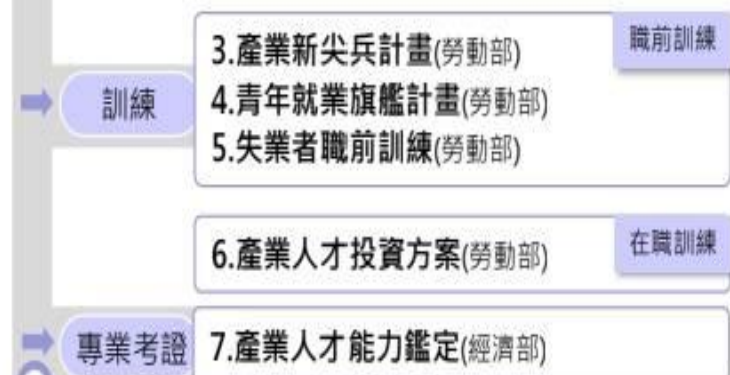 3.產業新尖兵計畫(勞動部)
職前訓練
訓練
4.青年就業旗艦計畫(勞動部)
5.失業者職前訓練(勞動部)
6.產業人才投資方案(勞動部)
在職訓練
專業考證
7.產業人才能力鑑定(經濟部)